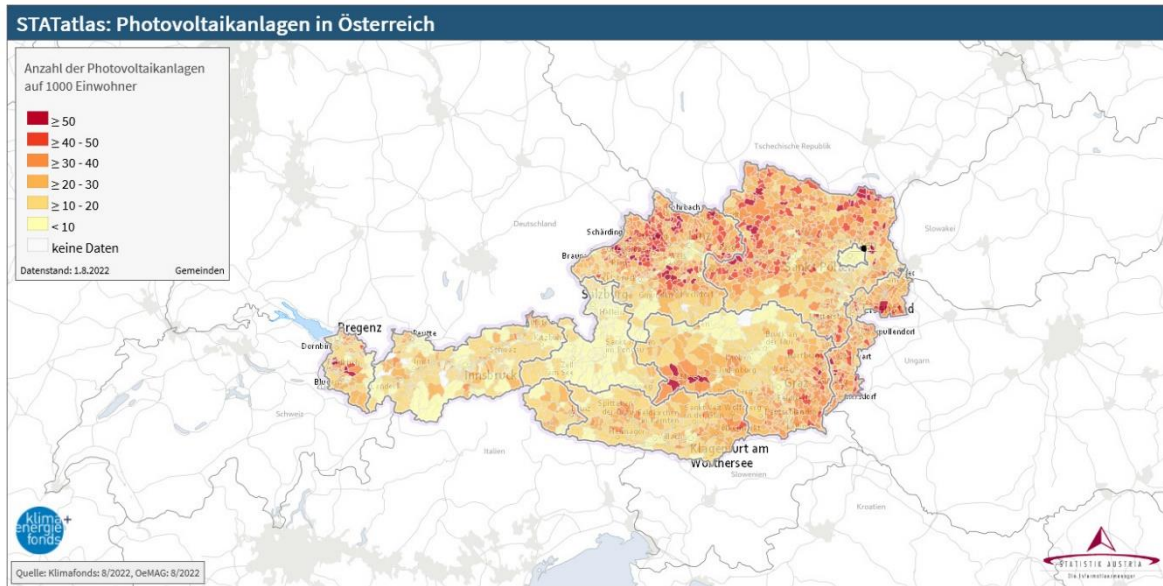 STATatlas: Photovoltaikanlagen in Österreich
Anzahl der Photovoltaikanlagen
auf 1000 Einwohner
≥ 50
≥ 40 - 50
≥ 30 - 40
≥ 20 - 30
≥ 10 - 20
< 10
keine Daten
Datenstand: 1.8.2022 Gemeinden
Tschechische Republik
Deutschland
Schärding
Slowakei
Salzburg
Bregenz
Innsbruck
Graz
Ungarn
Schweiz
Italien
Klagenfurt am
Wörthersee
Slowenien
Kroatien
klima+
energie
fonds
Quelle: Klimafonds: 8/2022, OeMAG: 8/2022
STATISTIK AUSTRIA
Die Informationsmanager